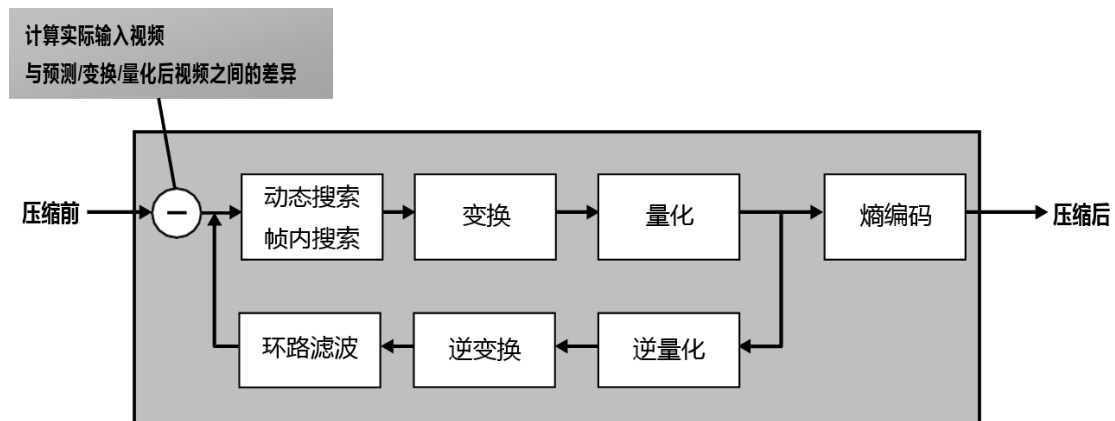 计算实际输入视频
与预测/变换/量化后视频之间的差异
压缩前
动态搜索
帧内搜索
变换
量化
熵编码
压缩后
环路滤波
逆变换
逆量化